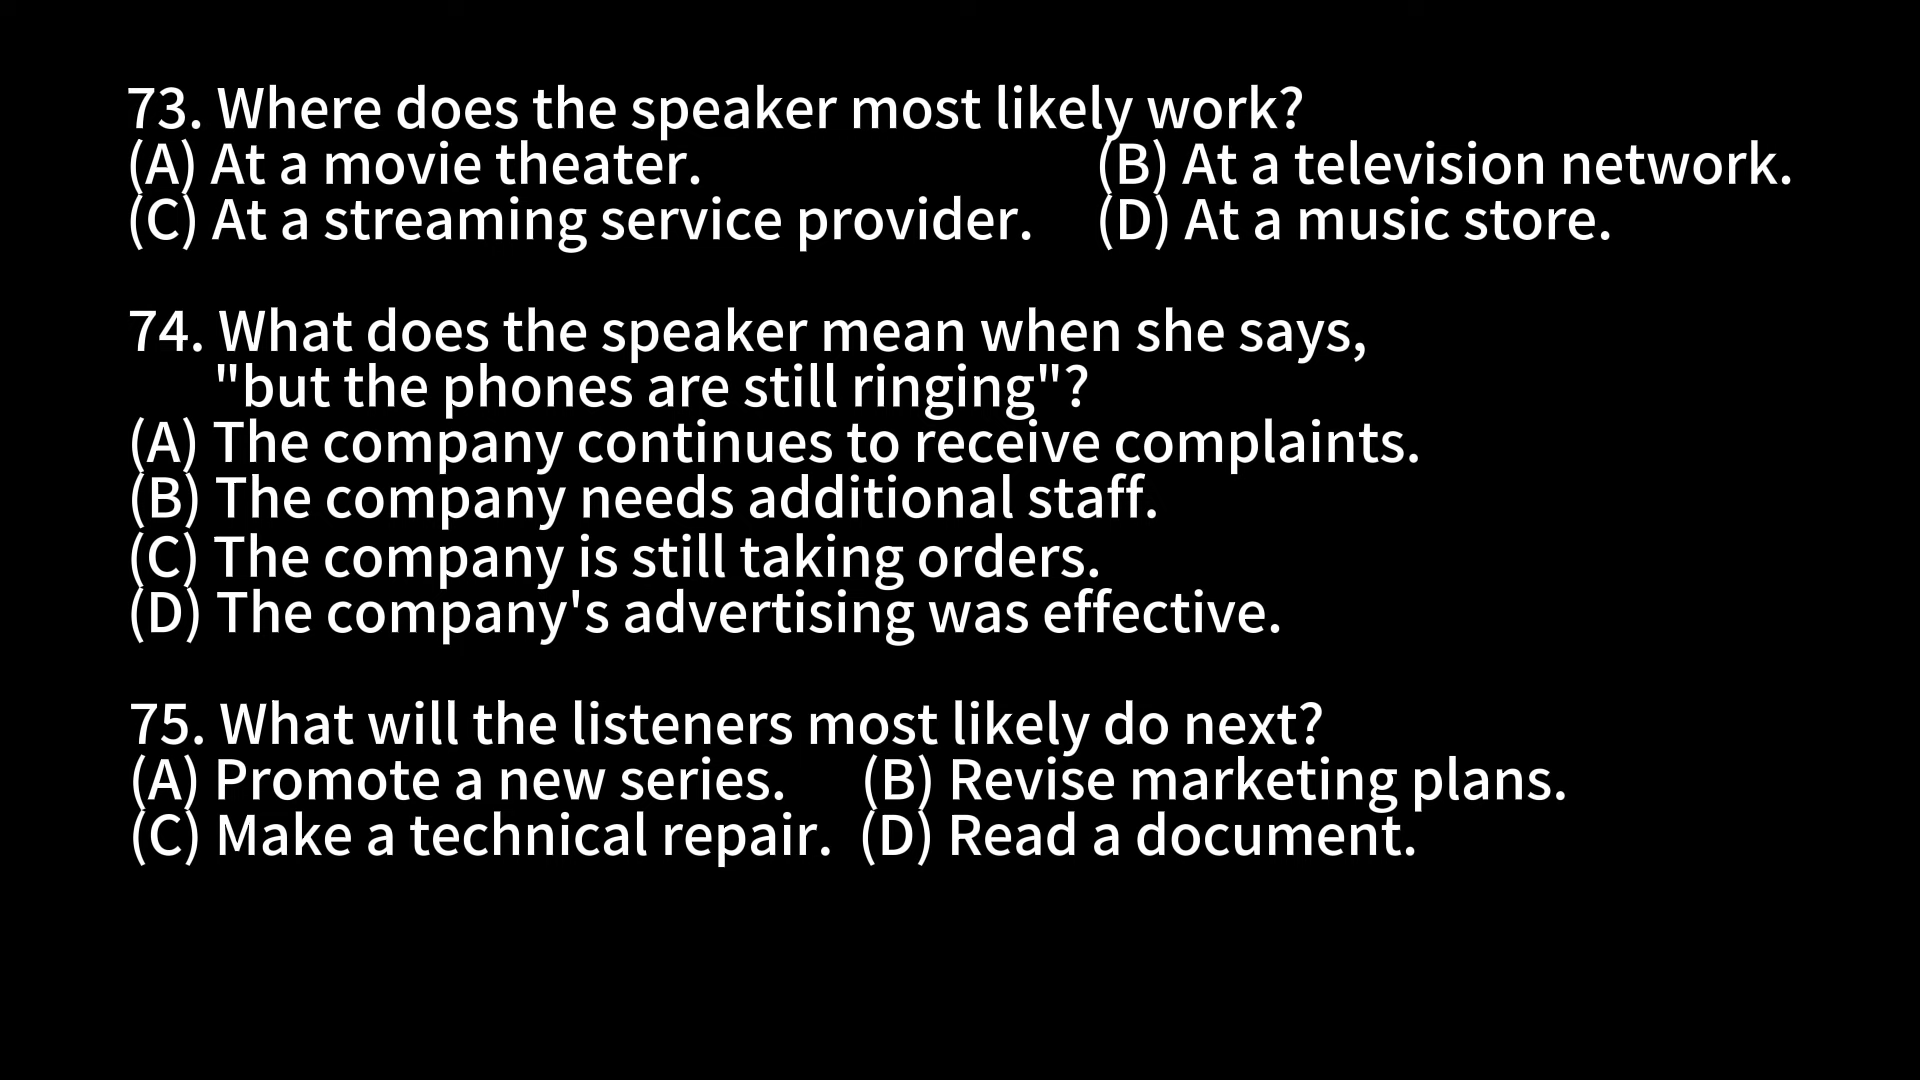 73. Where does the speaker most likely work?
(A) At a movie theater. (B) At a television network.
(C) At a streaming service provider. (D) At a music store.
74. What does the speaker mean when she says,
"but the phones are still ringing"?
(A) The company continues to receive complaints.
(B) The company needs additional staff.
(C) The company is still taking orders.
(D) The company's advertising was effective.
75. What will the listeners most likely do next?
(A) Promote a new series. (B) Revise marketing plans.
(C) Make a technical repair. (D) Read a document.